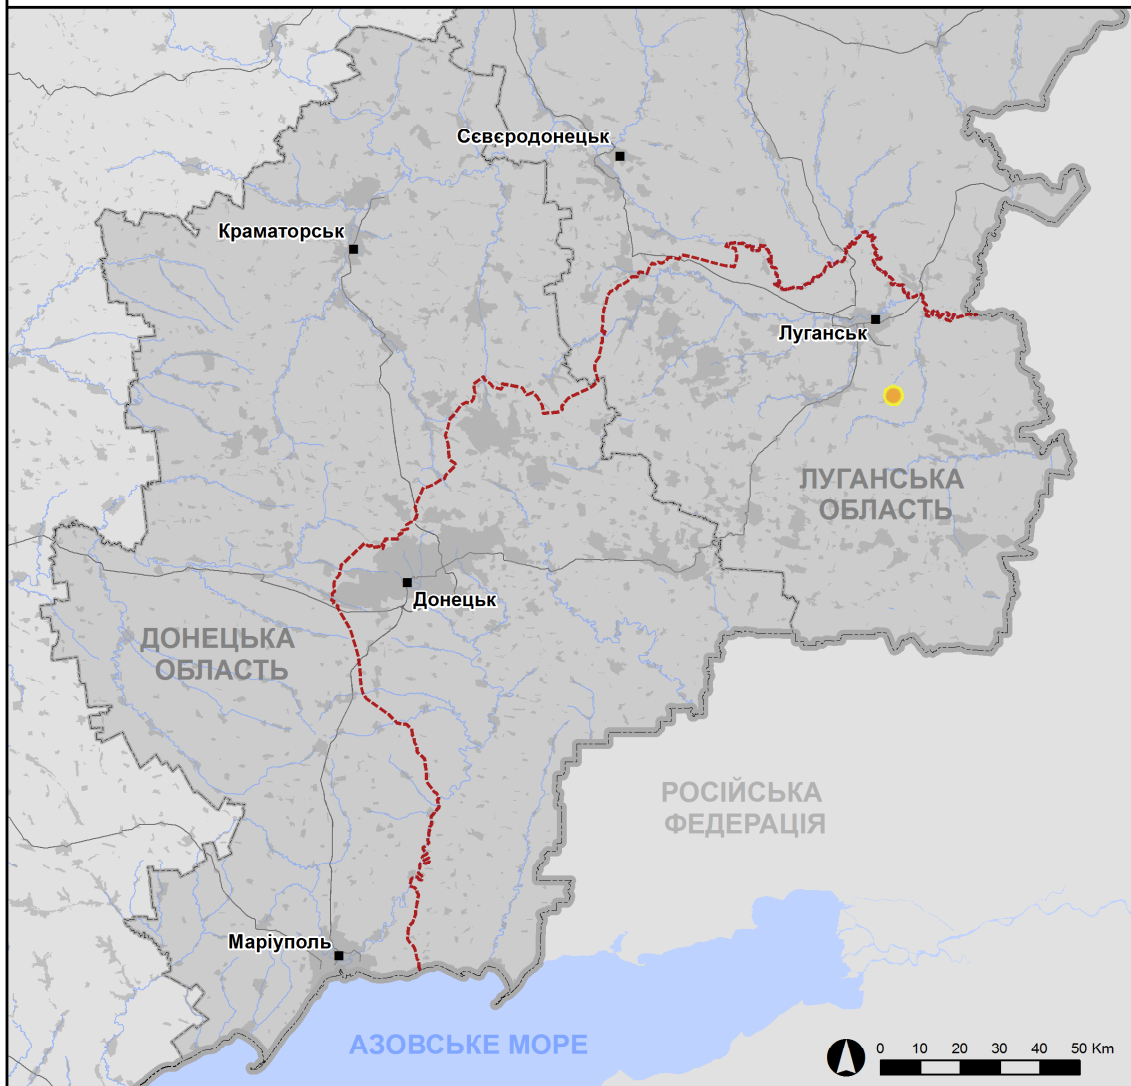 Сєвєродонецьк
Краматорськ
Луганськ
ЛУГАНСЬКА
ОБЛАСТЬ
Донецьк
ДОНЕЦЬКА
ОБЛАСТЬ
РОСІЙСЬКА
ФЕДЕРАЦІЯ
Маріуполь
АЗОВСЬКЕ МОРЕ
0 10 20 30 40 50 Km